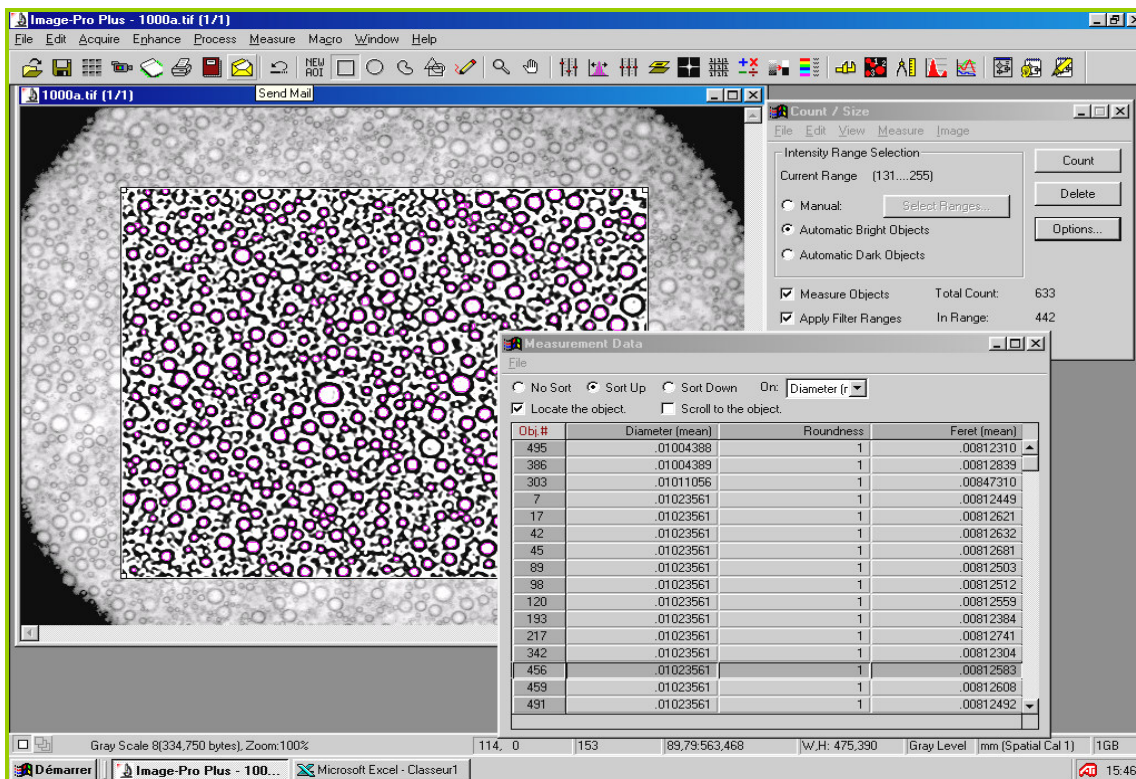 Image-Pro Plus - 1000a.tif (1/1)
File Edit Acquire Enhance Process Measure Macro Window Help
NEW AOI
Send Mail
1000a.tif (1/1)
Count / Size
File Edit View Measure Image
Intensity Range Selection
Current Range (131....255)
Manual: Select Ranges...
Automatic Bright Objects
Automatic Dark Objects
Count
Delete
Options...
Measure Objects Total Count: 633
Apply Filter Ranges In Range: 442
Measurement Data
File
No Sort Sort Up Sort Down On: Diameter (r
Locate the object. Scroll to the object.
Obj.# Diameter (mean) Roundness Feret (mean)
495 .01004388 1 .00812310
386 .01004389 1 .00812839
303 .01011056 1 .00847310
7 .01023561 1 .00812449
17 .01023561 1 .00812621
42 .01023561 1 .00812632
45 .01023561 1 .00812681
89 .01023561 1 .00812503
98 .01023561 1 .00812512
120 .01023561 1 .00812559
193 .01023561 1 .00812384
217 .01023561 1 .00812741
342 .01023561 1 .00812304
456 .01023561 1 .00812583
459 .01023561 1 .00812608
491 .01023561 1 .00812492
Gray Scale 8(334,750 bytes), Zoom:100% 114, 0 153 89,79:563,468 W,H: 475,390 Gray Level mm (Spatial Cal 1) 1GB
Démarrer Image-Pro Plus - 100... Microsoft Excel - Classeur1 15:46